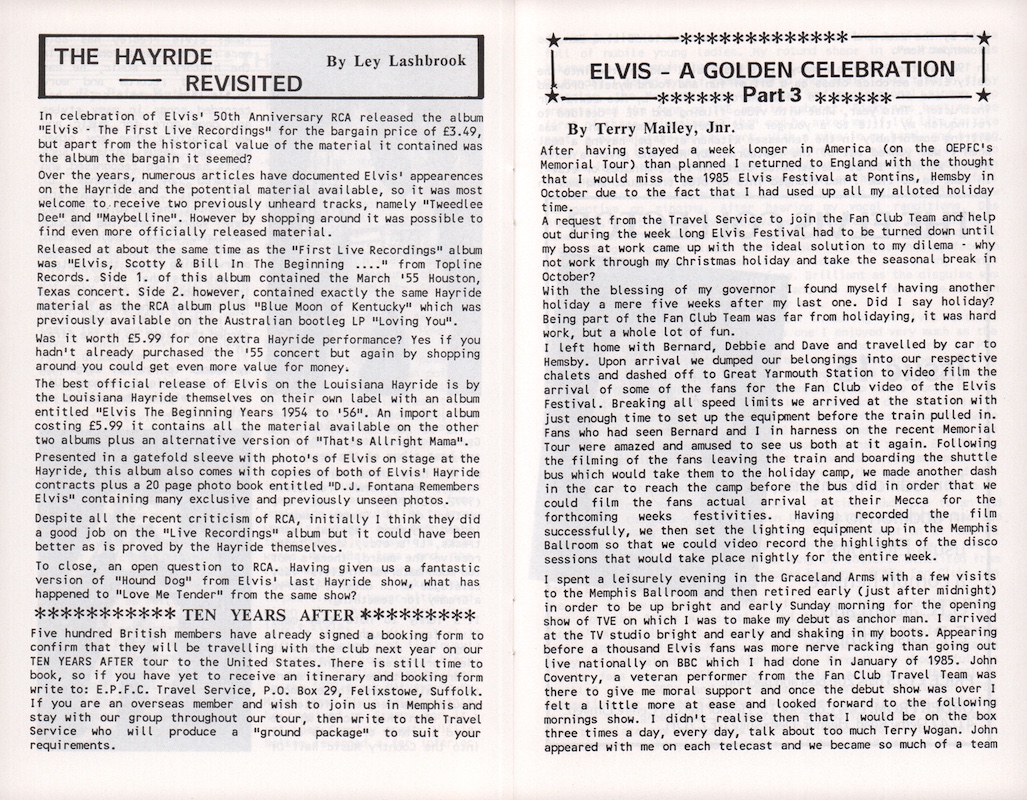 THE HAYRIDE
REVISITED
By Ley Lashbrook
In celebration of Elvis' 50th Anniversary RCA released the album
"Elvis - The First Live Recordings" for the bargain price of £3.49,
but apart from the historical value of the material it contained was
the album the bargain it seemed?
Over the years, numerous articles have documented Elvis' appearences
on the Hayride and the potential material available, so it was most
welcome to receive two previously unheard tracks, namely "Tweedlee
Dee" and "Maybelline". However by shopping around it was possible to
find even more officially released material.
Released at about the same time as the "First Live Recordings" album
was "Elvis, Scotty & Bill In The Beginning ...." from Topline
Records. Side 1. of this album contained the March '55 Houston,
Texas concert. Side 2. however, contained exactly the same Hayride
material as the RCA album plus "Blue Moon of Kentucky" which was
previously available on the Australian bootleg LP "Loving You".
Was it worth £5.99 for one extra Hayride performance? Yes if you
hadn't already purchased the '55 concert but again by shopping
around you could get even more value for money.
The best official release of Elvis on the Louisiana Hayride is by
the Louisiana Hayride themselves on their own label with an album
entitled "Elvis The Beginning Years 1954 to '56". An import album
costing £5.99 it contains all the material available on the other
two albums plus an alternative version of "That's Allright Mama".
Presented in a gatefold sleeve with photo's of Elvis on stage at the
Hayride, this album also comes with copies of both of Elvis' Hayride
contracts plus a 20 page photo book entitled "D.J. Fontana Remembers
Elvis" containing many exclusive and previously unseen photos.
Despite all the recent criticism of RCA, initially I think they did
a good job on the "Live Recordings" album but it could have been
better as is proved by the Hayride themselves.
To close, an open question to RCA. Having given us a fantastic
version of "Hound Dog" from Elvis' last Hayride show, what has
happened to "Love Me Tender" from the same show?
*********** TEN YEARS AFTER *********
Five hundred British members have already signed a booking form to
confirm that they will be travelling with the club next year on our
TEN YEARS AFTER tour to the United States. There is still time to
book, so if you have yet to receive an itinerary and booking form
write to: E.P.F.C. Travel Service, P.O. Box 29, Felixstowe, Suffolk.
If you are an overseas member and wish to join us in Memphis and
stay with our group throughout our tour, then write to the Travel
Service who will produce a "ground package" to suit your
requirements.
*************
ELVIS - A GOLDEN CELEBRATION
****** Part 3 ******
By Terry Mailey, Jnr.
After having stayed a week longer in America (on the OEPFC's
Memorial Tour) than planned I returned to England with the thought
that I would miss the 1985 Elvis Festival at Pontins, Hemsby in
October due to the fact that I had used up all my alloted holiday
time.
A request from the Travel Service to join the Fan Club Team and help
out during the week long Elvis Festival had to be turned down until
my boss at work came up with the ideal solution to my dilema - why
not work through my Christmas holiday and take the seasonal break in
October?
With the blessing of my governor I found myself having another
holiday a mere five weeks after my last one. Did I say holiday?
Being part of the Fan Club Team was far from holidaying, it was hard
work, but a whole lot of fun.
I left home with Bernard, Debbie and Dave and travelled by car to
Hemsby. Upon arrival we dumped our belongings into our respective
chalets and dashed off to Great Yarmouth Station to video film the
arrival of some of the fans for the Fan Club video of the Elvis
Festival. Breaking all speed limits we arrived at the station with
just enough time to set up the equipment before the train pulled in.
Fans who had seen Bernard and I in harness on the recent Memorial
Tour were amazed and amused to see us both at it again. Following
the filming of the fans leaving the train and boarding the shuttle
bus which would take them to the holiday camp, we made another dash
in the car to reach the camp before the bus did in order that we
could film the fans actual arrival at their Mecca for the
forthcoming weeks festivities. Having recorded the film
successfully, we then set the lighting equipment up in the Memphis
Ballroom so that we could video record the highlights of the disco
sessions that would take place nightly for the entire week.
I spent a leisurely evening in the Graceland Arms with a few visits
to the Memphis Ballroom and then retired early (just after midnight)
in order to be up bright and early Sunday morning for the opening
show of TVE on which I was to make my debut as anchor man. I arrived
at the TV studio bright and early and shaking in my boots. Appearing
before a thousand Elvis fans was more nerve racking than going out
live nationally on BBC which I had done in January of 1985. John
Coventry, a veteran performer from the Fan Club Travel Team was
there to give me moral support and once the debut show was over I
felt a little more at ease and looked forward to the following
mornings show. I didn't realise then that I would be on the box
three times a day, every day, talk about too much Terry Wogan. John
appeared with me on each telecast and we became so much of a team